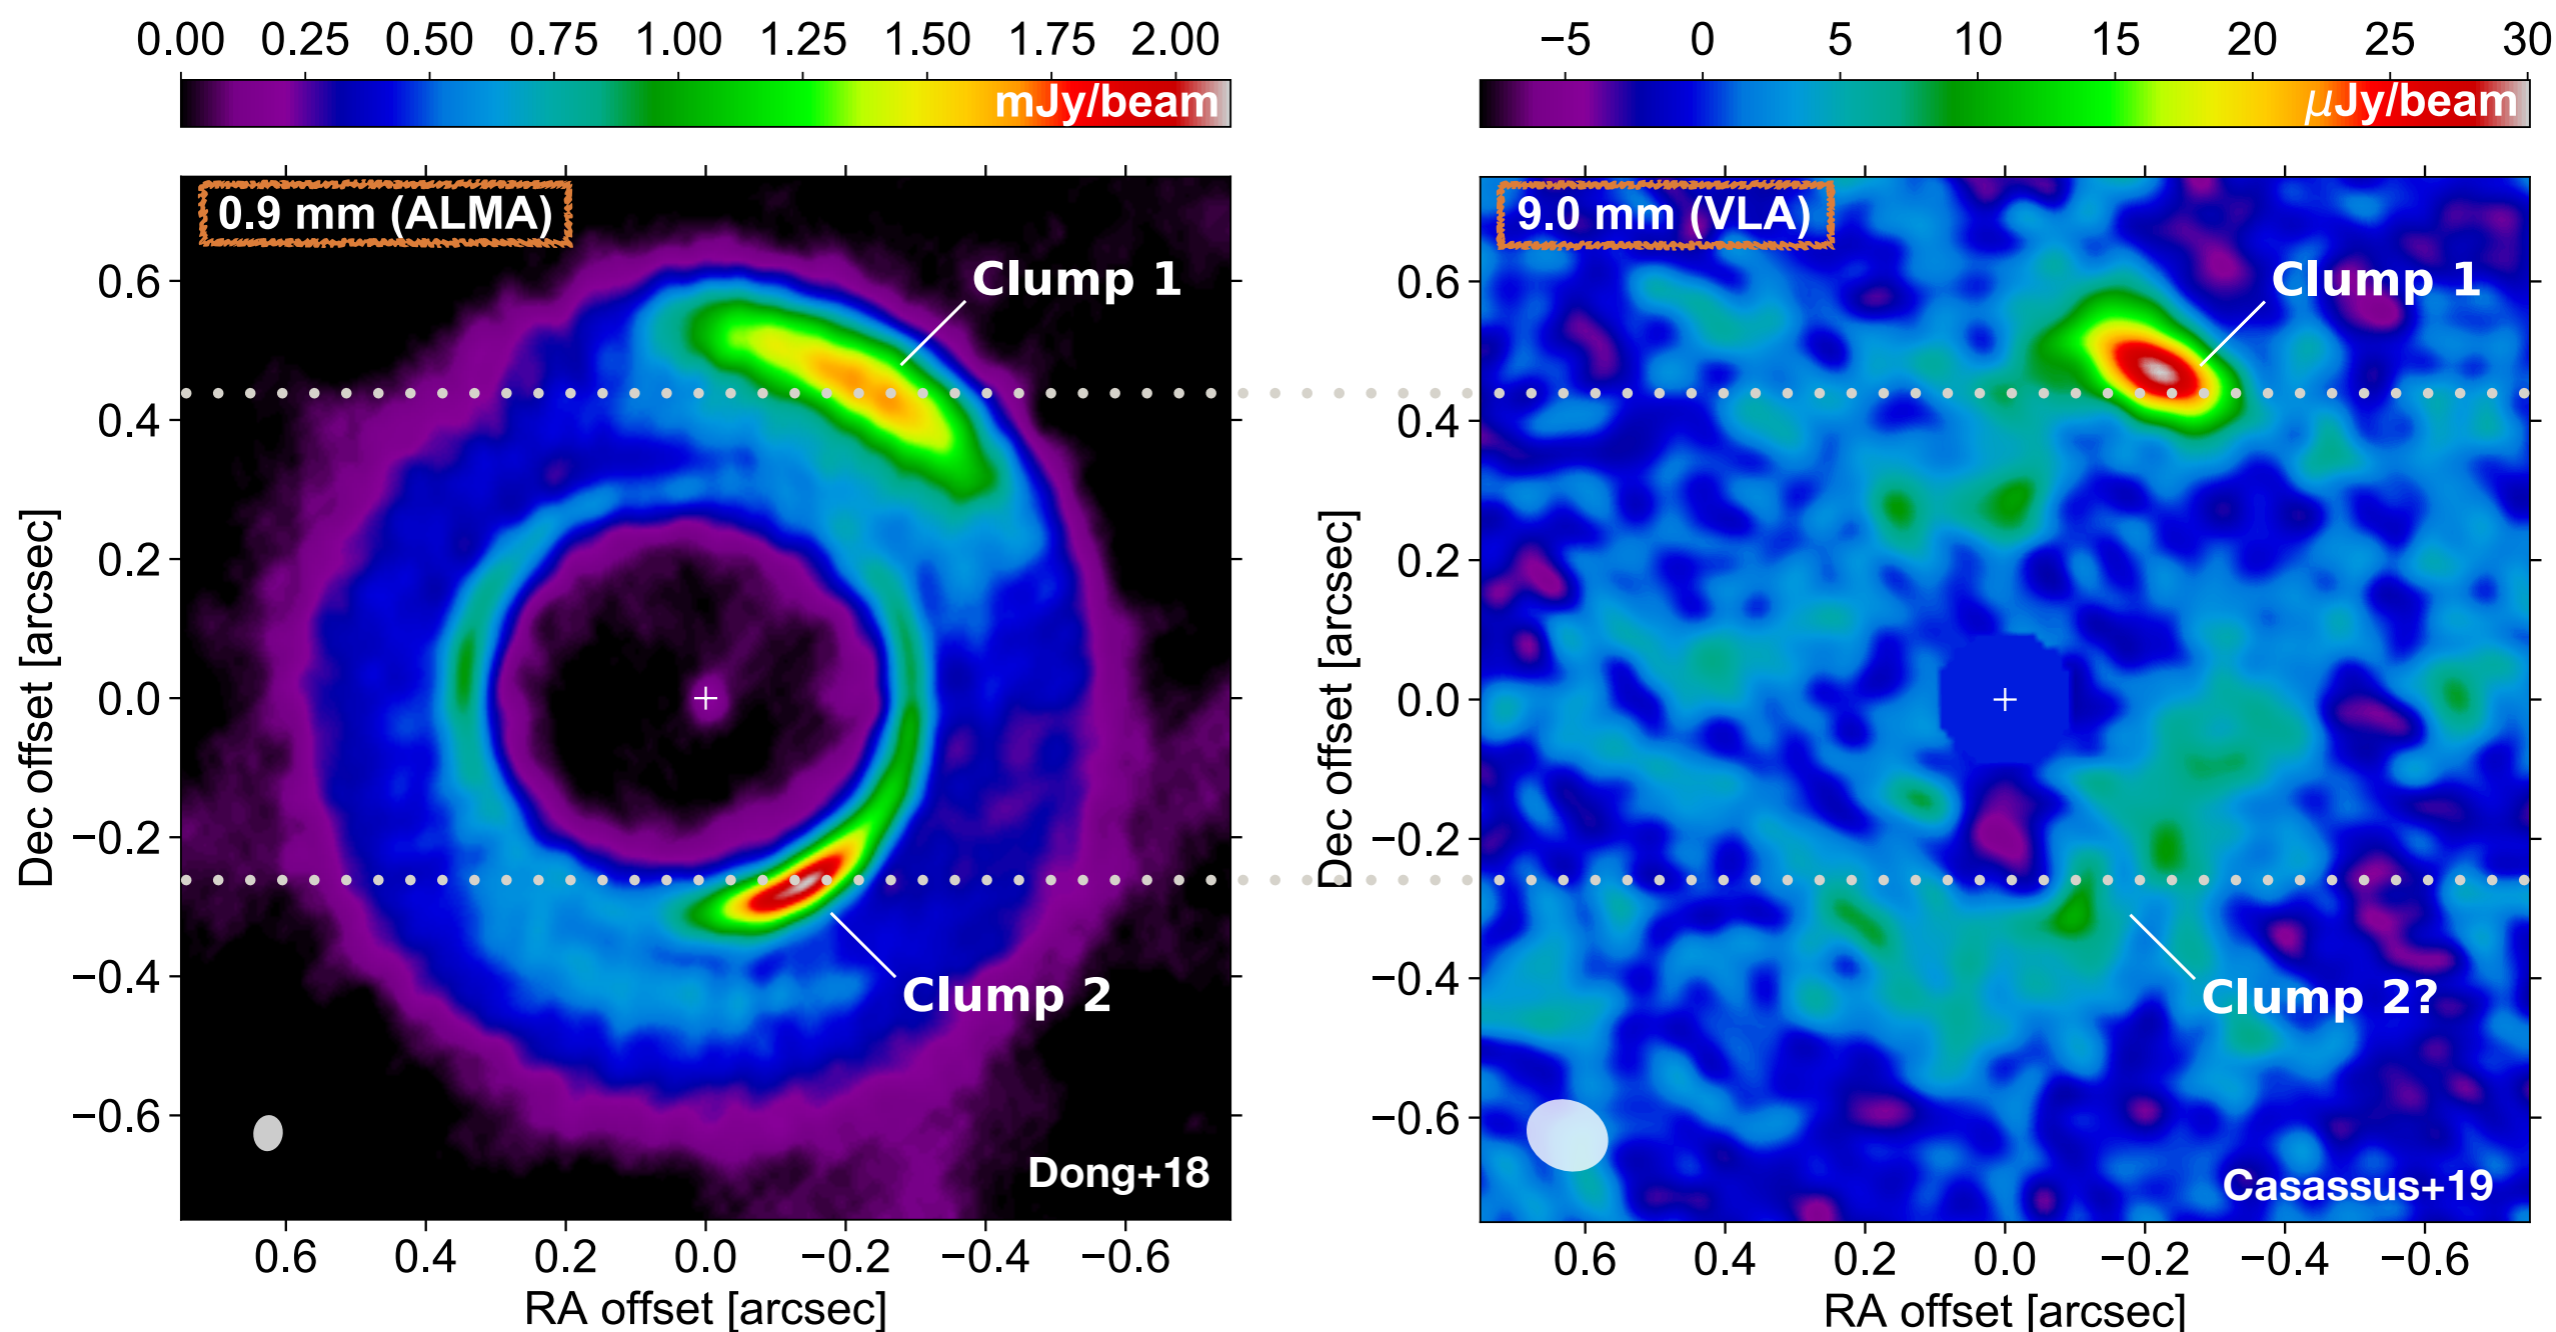 0.00 0.25 0.50 0.75 1.00 1.25 1.50 1.75 2.00
mJy/beam
0.9 mm (ALMA)
Clump 1
Clump 2
Dong+18
0.6
0.4
0.2
0.0
−0.2
−0.4
−0.6
Dec offset [arcsec]
0.6 0.4 0.2 0.0 −0.2 −0.4 −0.6
RA offset [arcsec]
−5 0 5 10 15 20 25 30
μJy/beam
9.0 mm (VLA)
Clump 1
Clump 2?
Casassus+19
0.6
0.4
0.2
0.0
−0.2
−0.4
−0.6
Dec offset [arcsec]
0.6 0.4 0.2 0.0 −0.2 −0.4 −0.6
RA offset [arcsec]